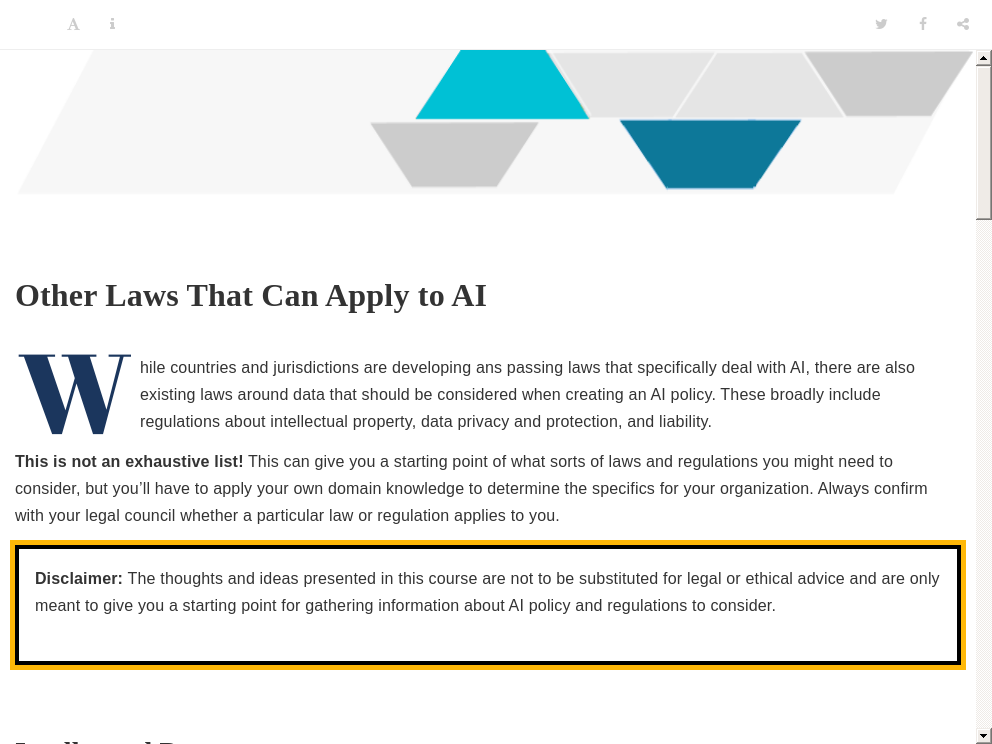 A i
Other Laws That Can Apply to AI
While countries and jurisdictions are developing ans passing laws that specifically deal with AI, there are also
existing laws around data that should be considered when creating an AI policy. These broadly include
regulations about intellectual property, data privacy and protection, and liability.
This is not an exhaustive list! This can give you a starting point of what sorts of laws and regulations you might need to
consider, but you’ll have to apply your own domain knowledge to determine the specifics for your organization. Always confirm
with your legal council whether a particular law or regulation applies to you.
Disclaimer: The thoughts and ideas presented in this course are not to be substituted for legal or ethical advice and are only
meant to give you a starting point for gathering information about AI policy and regulations to consider.